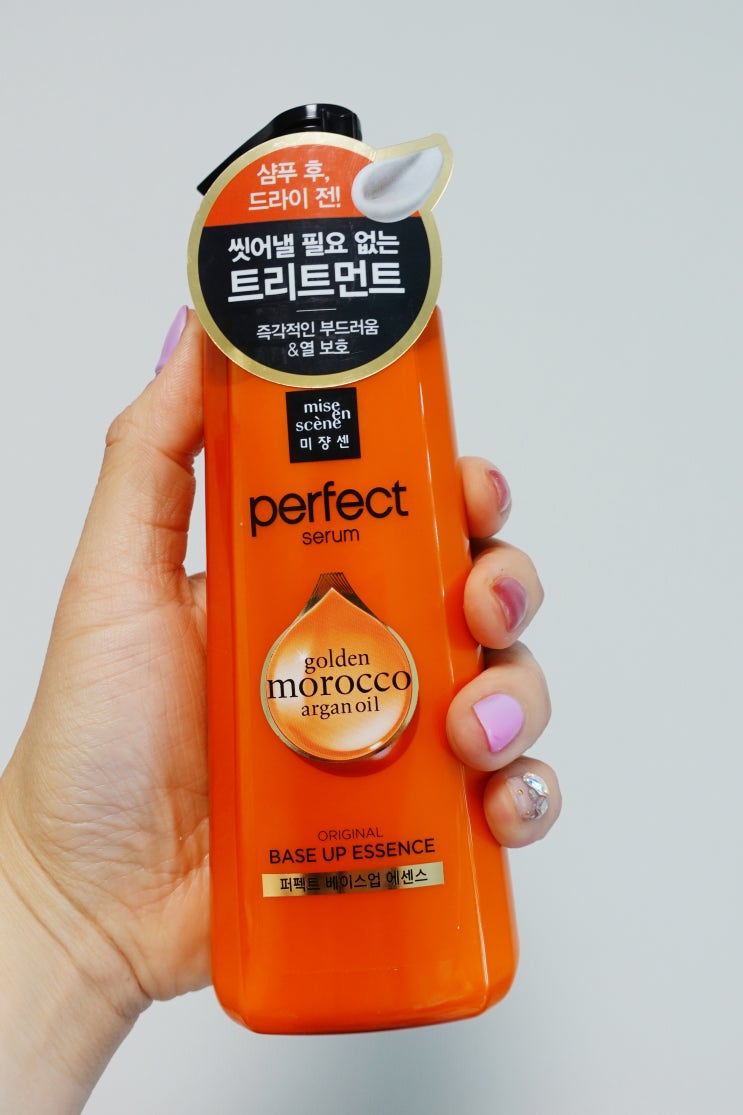 샴푸 후,
드라이 전!
씻어낼 필요 없는
트리트먼트
즉각적인 부드러움
&열 보호
mise
en
scène
미쟝센
perfect
serum
golden
morocco
argan oil
ORIGINAL
BASE UP ESSENCE
퍼펙트 베이스업 에센스